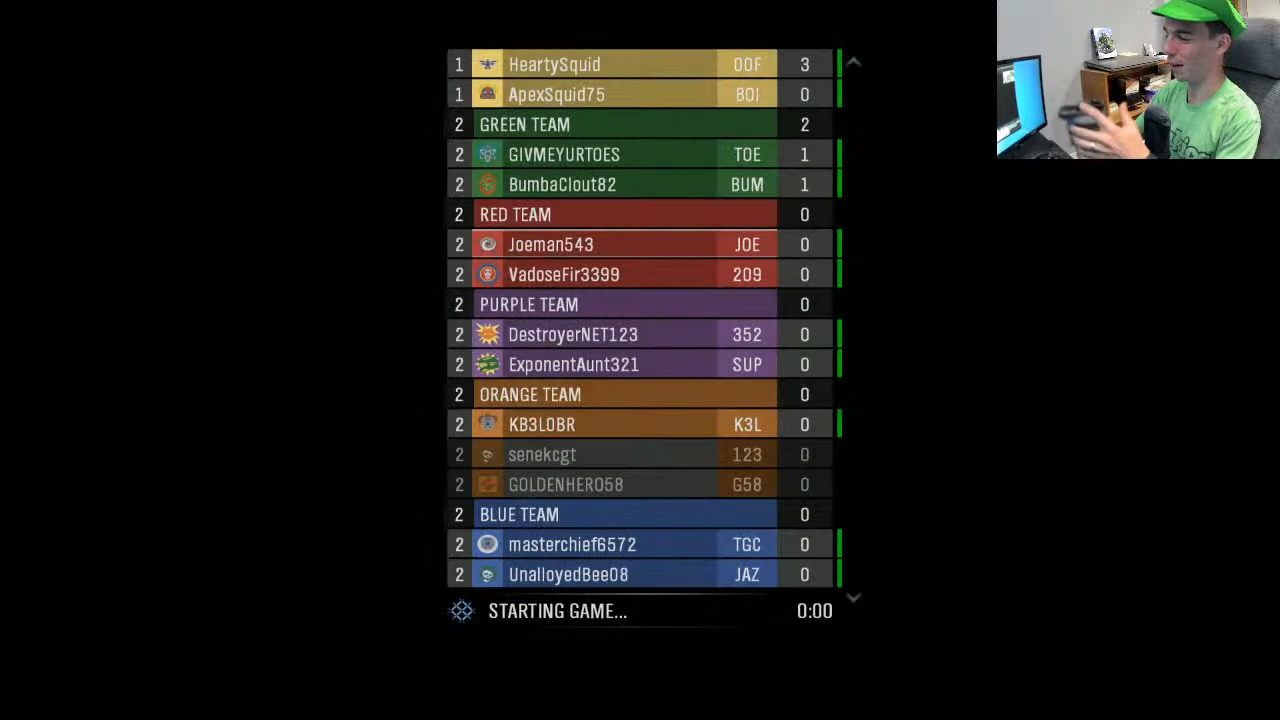 1 HeartySquid OOF 3
1 ApexSquid75 BOI 0
2 GREEN TEAM 2
2 GIVMEYURTOES TOE 1
2 BumbaClout82 BUM 1
2 RED TEAM 0
2 Joeman543 JOE 0
2 VadoseFir3399 209 0
2 PURPLE TEAM 0
2 DestroyerNET123 352 0
2 ExponentAunt321 SUP 0
2 ORANGE TEAM 0
2 KB3LOBR K3L 0
2 senekcgt 123 0
2 GOLDENHERO58 G58 0
2 BLUE TEAM 0
2 masterchief6572 TGC 0
2 UnalloyedBee08 JAZ 0
STARTING GAME... 0:00